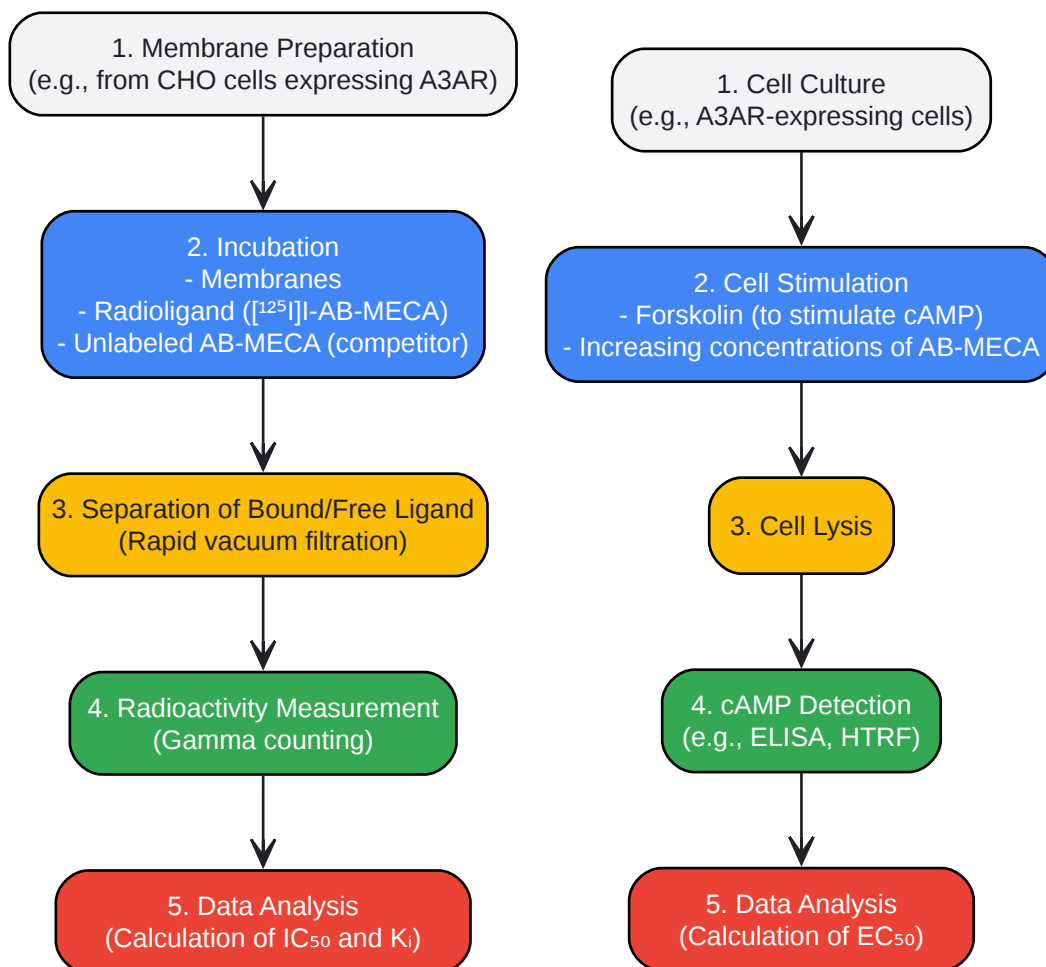 1. Membrane Preparation
(e.g., from CHO cells expressing A3AR)
2. Incubation
- Membranes
- Radioligand ([¹²⁵I]I-AB-MECA)
- Unlabeled AB-MECA (competitor)
3. Separation of Bound/Free Ligand
(Rapid vacuum filtration)
4. Radioactivity Measurement
(Gamma counting)
5. Data Analysis
(Calculation of IC₅₀ and Kᵢ)
1. Cell Culture
(e.g., A3AR-expressing cells)
2. Cell Stimulation
- Forskolin (to stimulate cAMP)
- Increasing concentrations of AB-MECA
3. Cell Lysis
4. cAMP Detection
(e.g., ELISA, HTRF)
5. Data Analysis
(Calculation of EC₅₀)